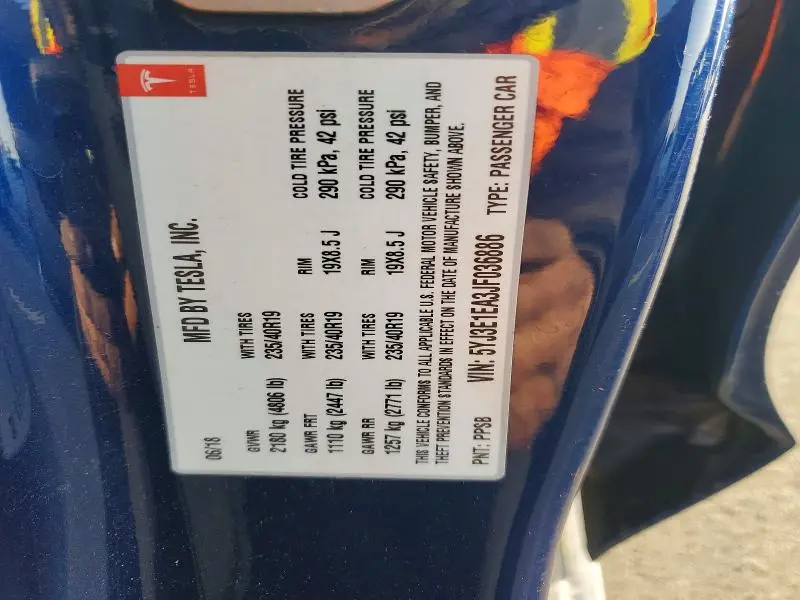 TESLA
MFD BY TESLA, INC.
06/18
GVWR WITH TIRES
2180 kg (4806 lb) 235/40R19
GAWR FRT WITH TIRES RIM COLD TIRE PRESSURE
1110 kg (2447 lb) 235/40R19 19X8.5 J 290 kPa, 42 psi
GAWR RR WITH TIRES RIM COLD TIRE PRESSURE
1257 kg (2771 lb) 235/40R19 19X8.5 J 290 kPa, 42 psi
THIS VEHICLE CONFORMS TO ALL APPLICABLE U.S. FEDERAL MOTOR VEHICLE SAFETY, BUMPER, AND
THEFT PREVENTION STANDARDS IN EFFECT ON THE DATE OF MANUFACTURE SHOWN ABOVE.
PNT: PPSB VIN: 5YJ3E1EA3JF036886 TYPE: PASSENGER CAR